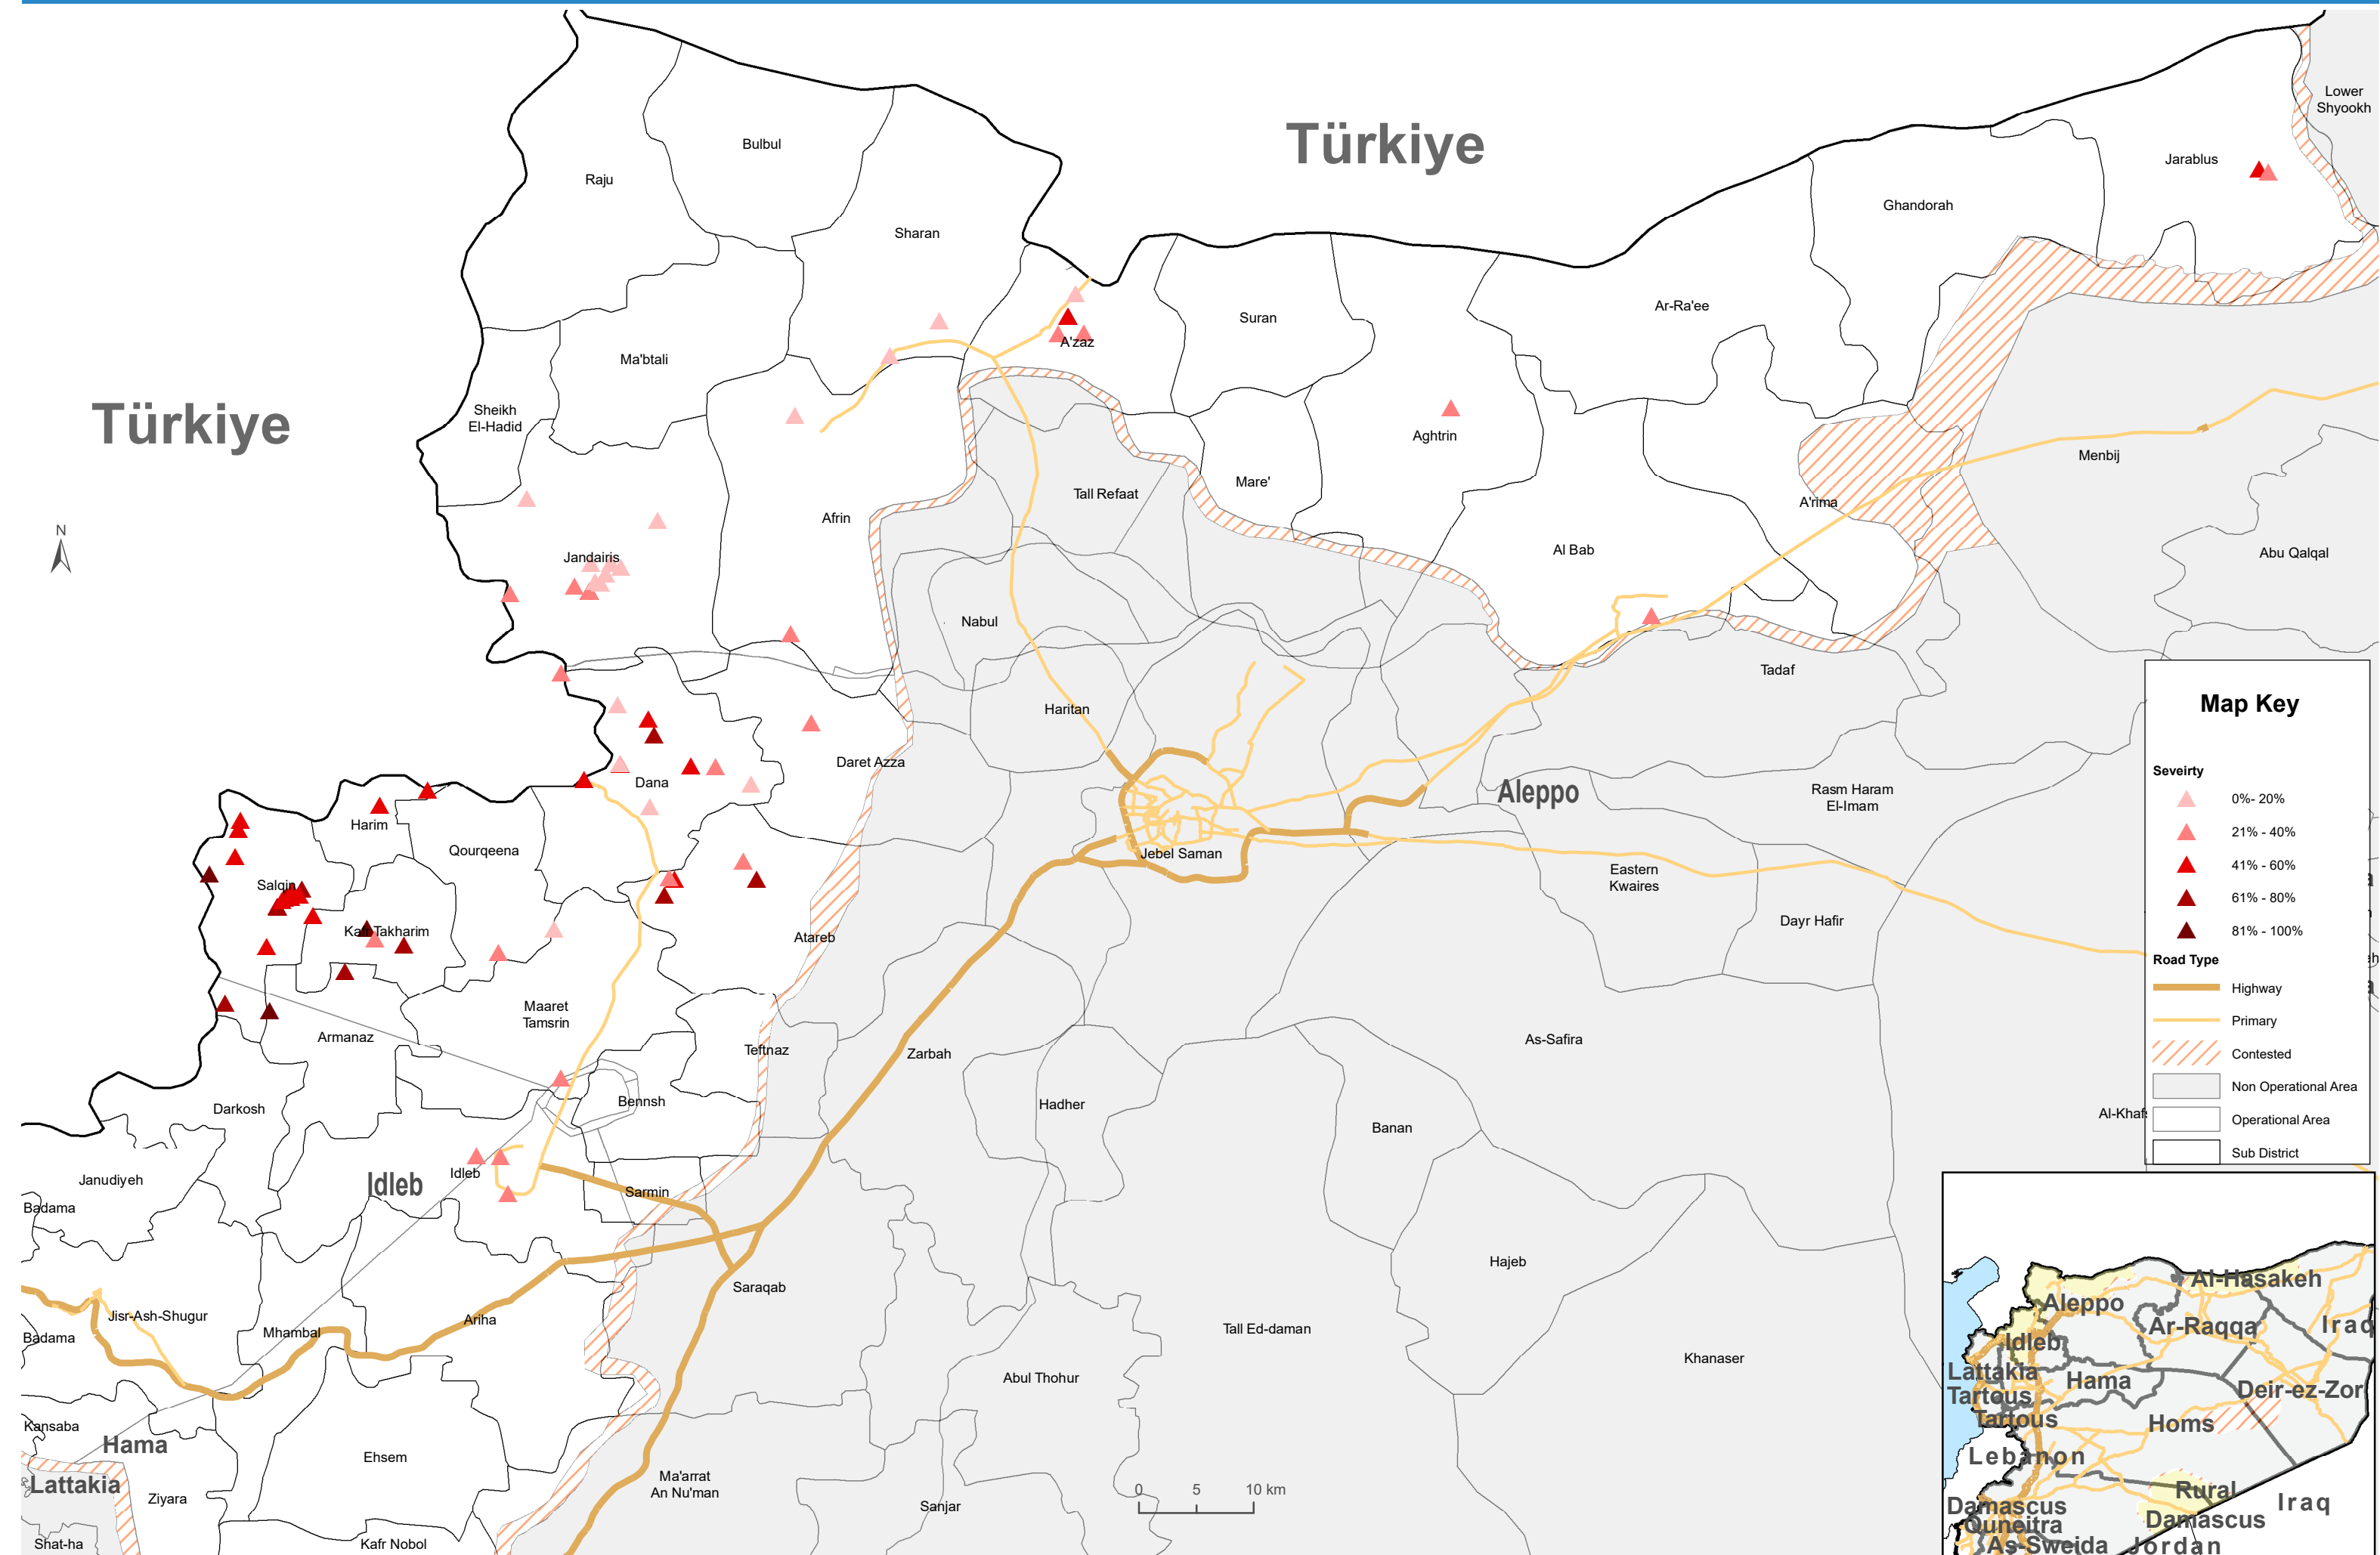 Türkiye
Türkiye
Lower
Shyookh
Jarablus
Bulbul
Raju
Ghandorah
Sharan
Ar-Ra'ee
Suran
A'zaz
Ma'btali
Sheikh
El-Hadid
Aghtrin
Menbij
Mare'
Tall Refaat
A'rima
Afrin
N
Al Bab
Abu Qalqal
Jandairis
Nabul
Tadaf
Haritan
Daret Azza
Dana
Aleppo
Rasm Haram
El-Imam
Harim
Qourqeena
Jebel Saman
Eastern
Kwaires
Salqin
Dayr Hafir
Kafr Takharim
Atareb
Maaret
Tamsrin
Armanaz
Teftnaz
Zarbah
As-Safira
Bennsh
Hadher
Darkosh
Banan
Al-Khaf
Idleb
Idleb
Janudiyeh
Sarmin
Badama
Hajeb
Saraqab
Jisr-Ash-Shugur
Ariha
Mhambal
Badama
Tall Ed-daman
Khanaser
Abul Thohur
Kansaba
Hama
Ehsem
Lattakia
Ziyara
Ma'arrat
An Nu'man
Sanjar
Shat-ha
Kafr Nobol
0 5 10 km
Map Key
Seveirty
0%- 20%
21% - 40%
41% - 60%
61% - 80%
81% - 100%
Road Type
Highway
Primary
Contested
Non Operational Area
Operational Area
Sub District
Al-Hasakeh
Aleppo
Ar-Raqqa
Iraq
Idleb
Lattakia
Hama
Deir-ez-Zor
Tartous
Tartous
Homs
Lebanon
Rural
Damascus
Iraq
Damascus
Quneitra
As-Sweida
Jordan